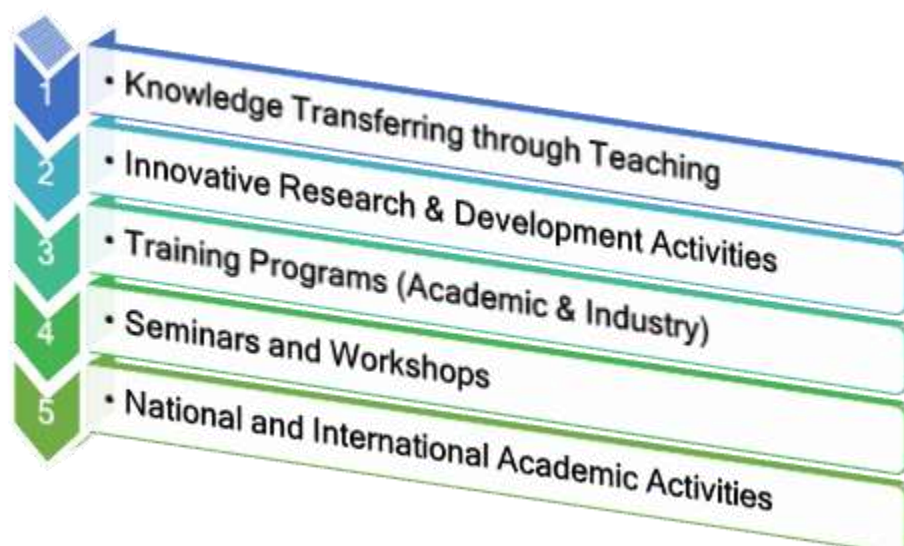 1
• Knowledge Transferring through Teaching
2
• Innovative Research & Development Activities
3
• Training Programs (Academic & Industry)
4
• Seminars and Workshops
5
• National and International Academic Activities